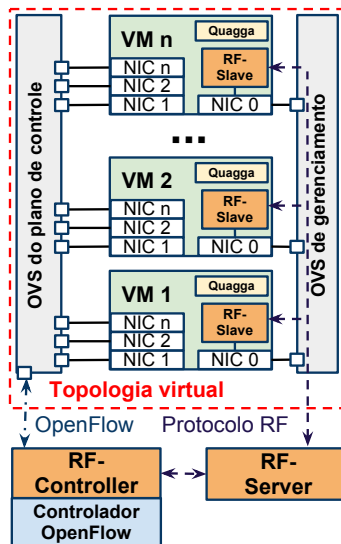 OVS do plano de controle
VM n
Quagga
RF-
Slave
NIC n
NIC 2
NIC 1
NIC 0
...
VM 2
Quagga
RF-
Slave
NIC n
NIC 2
NIC 1
NIC 0
VM 1
Quagga
RF-
Slave
NIC n
NIC 2
NIC 1
NIC 0
OVS de gerenciamento
Topologia virtual
OpenFlow
Protocolo RF
RF-
Controller
Controlador
OpenFlow
RF-
Server